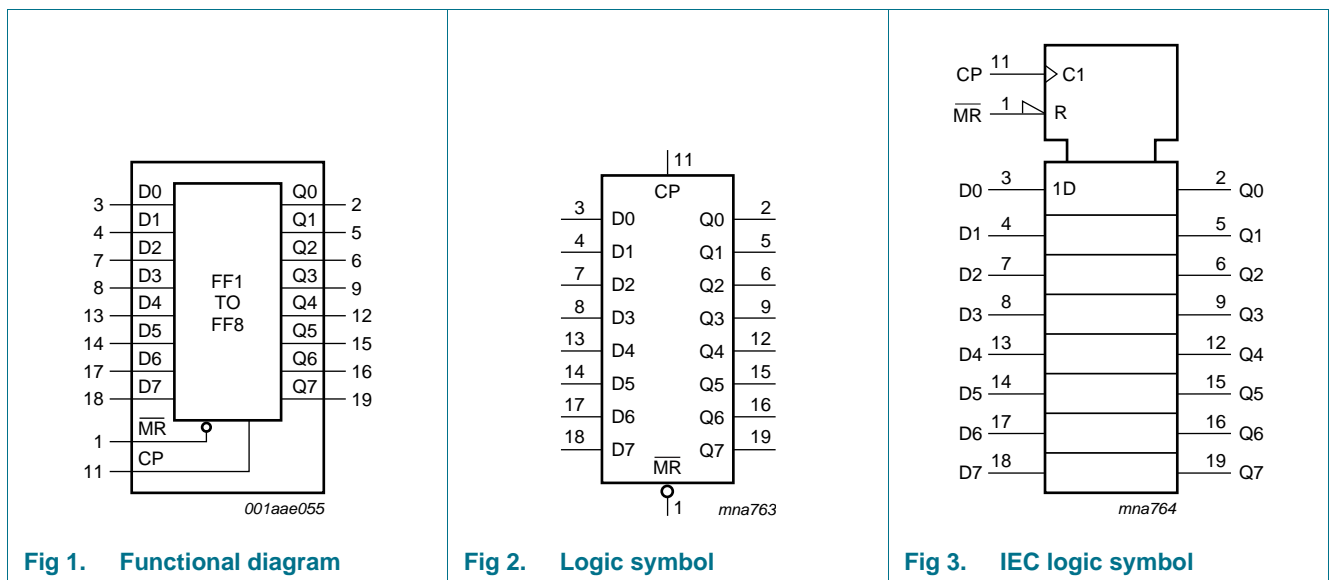 D0 Q0
3 2
D1 Q1
4 5
D2 Q2
7 6
D3 Q3
8 9
D4 Q4
13 12
D5 Q5
14 15
D6 Q6
17 16
D7 Q7
18 19
FF1
TO
FF8
MR
1
CP
11
001aae055
Fig 1. Functional diagram
11
CP
3 D0 Q0 2
4 D1 Q1 5
7 D2 Q2 6
8 D3 Q3 9
13 D4 Q4 12
14 D5 Q5 15
17 D6 Q6 16
18 D7 Q7 19
MR
1
mna763
Fig 2. Logic symbol
CP 11 C1
MR 1 R
D0 3 1D 2 Q0
D1 4 5 Q1
D2 7 6 Q2
D3 8 9 Q3
D4 13 12 Q4
D5 14 15 Q5
D6 17 16 Q6
D7 18 19 Q7
mna764
Fig 3. IEC logic symbol